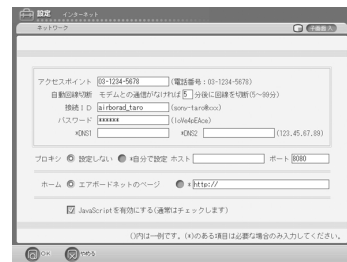 設定 インターネット
ネットワーク 子画面入
アクセスポイント 03-1234-5678 (電話番号:03-1234-5678)
自動回線切断 モデムとの通信がなければ 5 分後に回線を切断(5〜99分)
接続ID airborad_taro (sony-taro@xxx)
パスワード ****** (loVe4pEAce)
*DNS1 *DNS2 (123.45.67.89)
プロキシ 設定しない *自分で設定 ホスト ポート 8080
ホーム エアボードネットのページ * http://
JavaScriptを有効にする(通常はチェックします)
()内は一例です。(*)のある項目は必要な場合のみ入力してください。
OK やめる